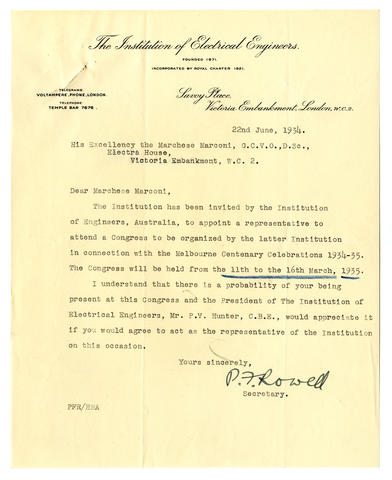 The Institution of Electrical Engineers.
FOUNDED 1871.
INCORPORATED BY ROYAL CHARTER 1921.
TELEGRAMS
VOLTAMPERE, PHONE, LONDON.
TELEPHONE
TEMPLE BAR 7676.
Savoy Place,
Victoria Embankment, London, W.C.2.
22nd June, 1934.
His Excellency the Marchese Marconi, G.C.V.O., D.Sc.,
Electra House,
Victoria Embankment, W.C. 2.
Dear Marchese Marconi,
The Institution has been invited by the Institution
of Engineers, Australia, to appoint a representative to
attend a Congress to be organized by the latter Institution
in connection with the Melbourne Centenary Celebrations 1934-35.
The Congress will be held from the 11th to the 16th March, 1935.
I understand that there is a probability of your being
present at this Congress and the President of The Institution of
Electrical Engineers, Mr. P.V. Hunter, C.B.E., would appreciate it
if you would agree to act as the representative of the Institution
on this occasion.
Yours sincerely,
P.F. Rowell
Secretary.
PFR/HMA